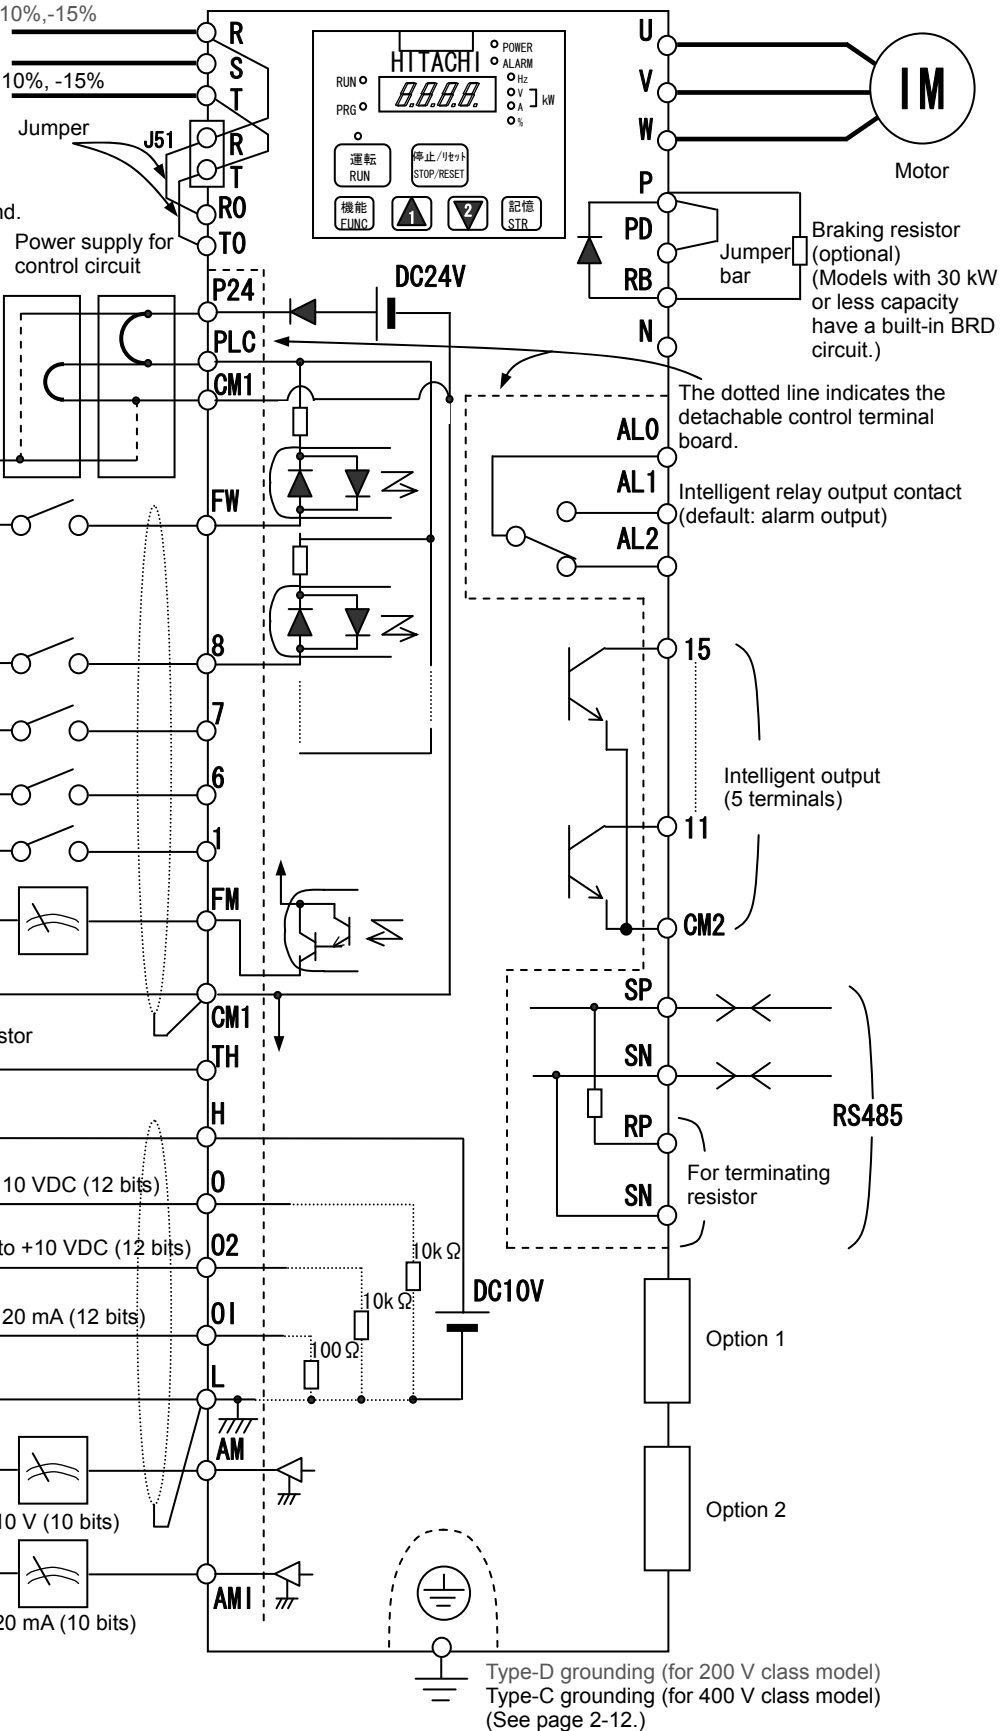 10%,-15%
R
S
10%, -15%
T
Jumper
J51
R
T
R0
nd.
Power supply for
control circuit
T0
HITACHI
POWER
ALARM
RUN
PRG
8.8.8.8.
Hz
V
A
kW
%
運転
RUN
停止/リセット
STOP/RESET
機能
FUNC
1
2
記憶
STR
U
V
W
IM
Motor
P
PD
RB
Jumper
bar
Braking resistor
(optional)
(Models with 30 kW
or less capacity
have a built-in BRD
circuit.)
N
P24
DC24V
PLC
CM1
The dotted line indicates the
detachable control terminal
board.
AL0
AL1
AL2
Intelligent relay output contact
(default: alarm output)
FW
8
7
6
1
15
11
Intelligent output
(5 terminals)
CM2
FM
CM1
stor
TH
SP
SN
RP
SN
RS485
For terminating
resistor
H
10 VDC (12 bits)
O
to +10 VDC (12 bits)
O2
20 mA (12 bits)
OI
10kΩ
10kΩ
100Ω
DC10V
L
AM
10 V (10 bits)
AMI
20 mA (10 bits)
Option 1
Option 2
Type-D grounding (for 200 V class model)
Type-C grounding (for 400 V class model)
(See page 2-12.)